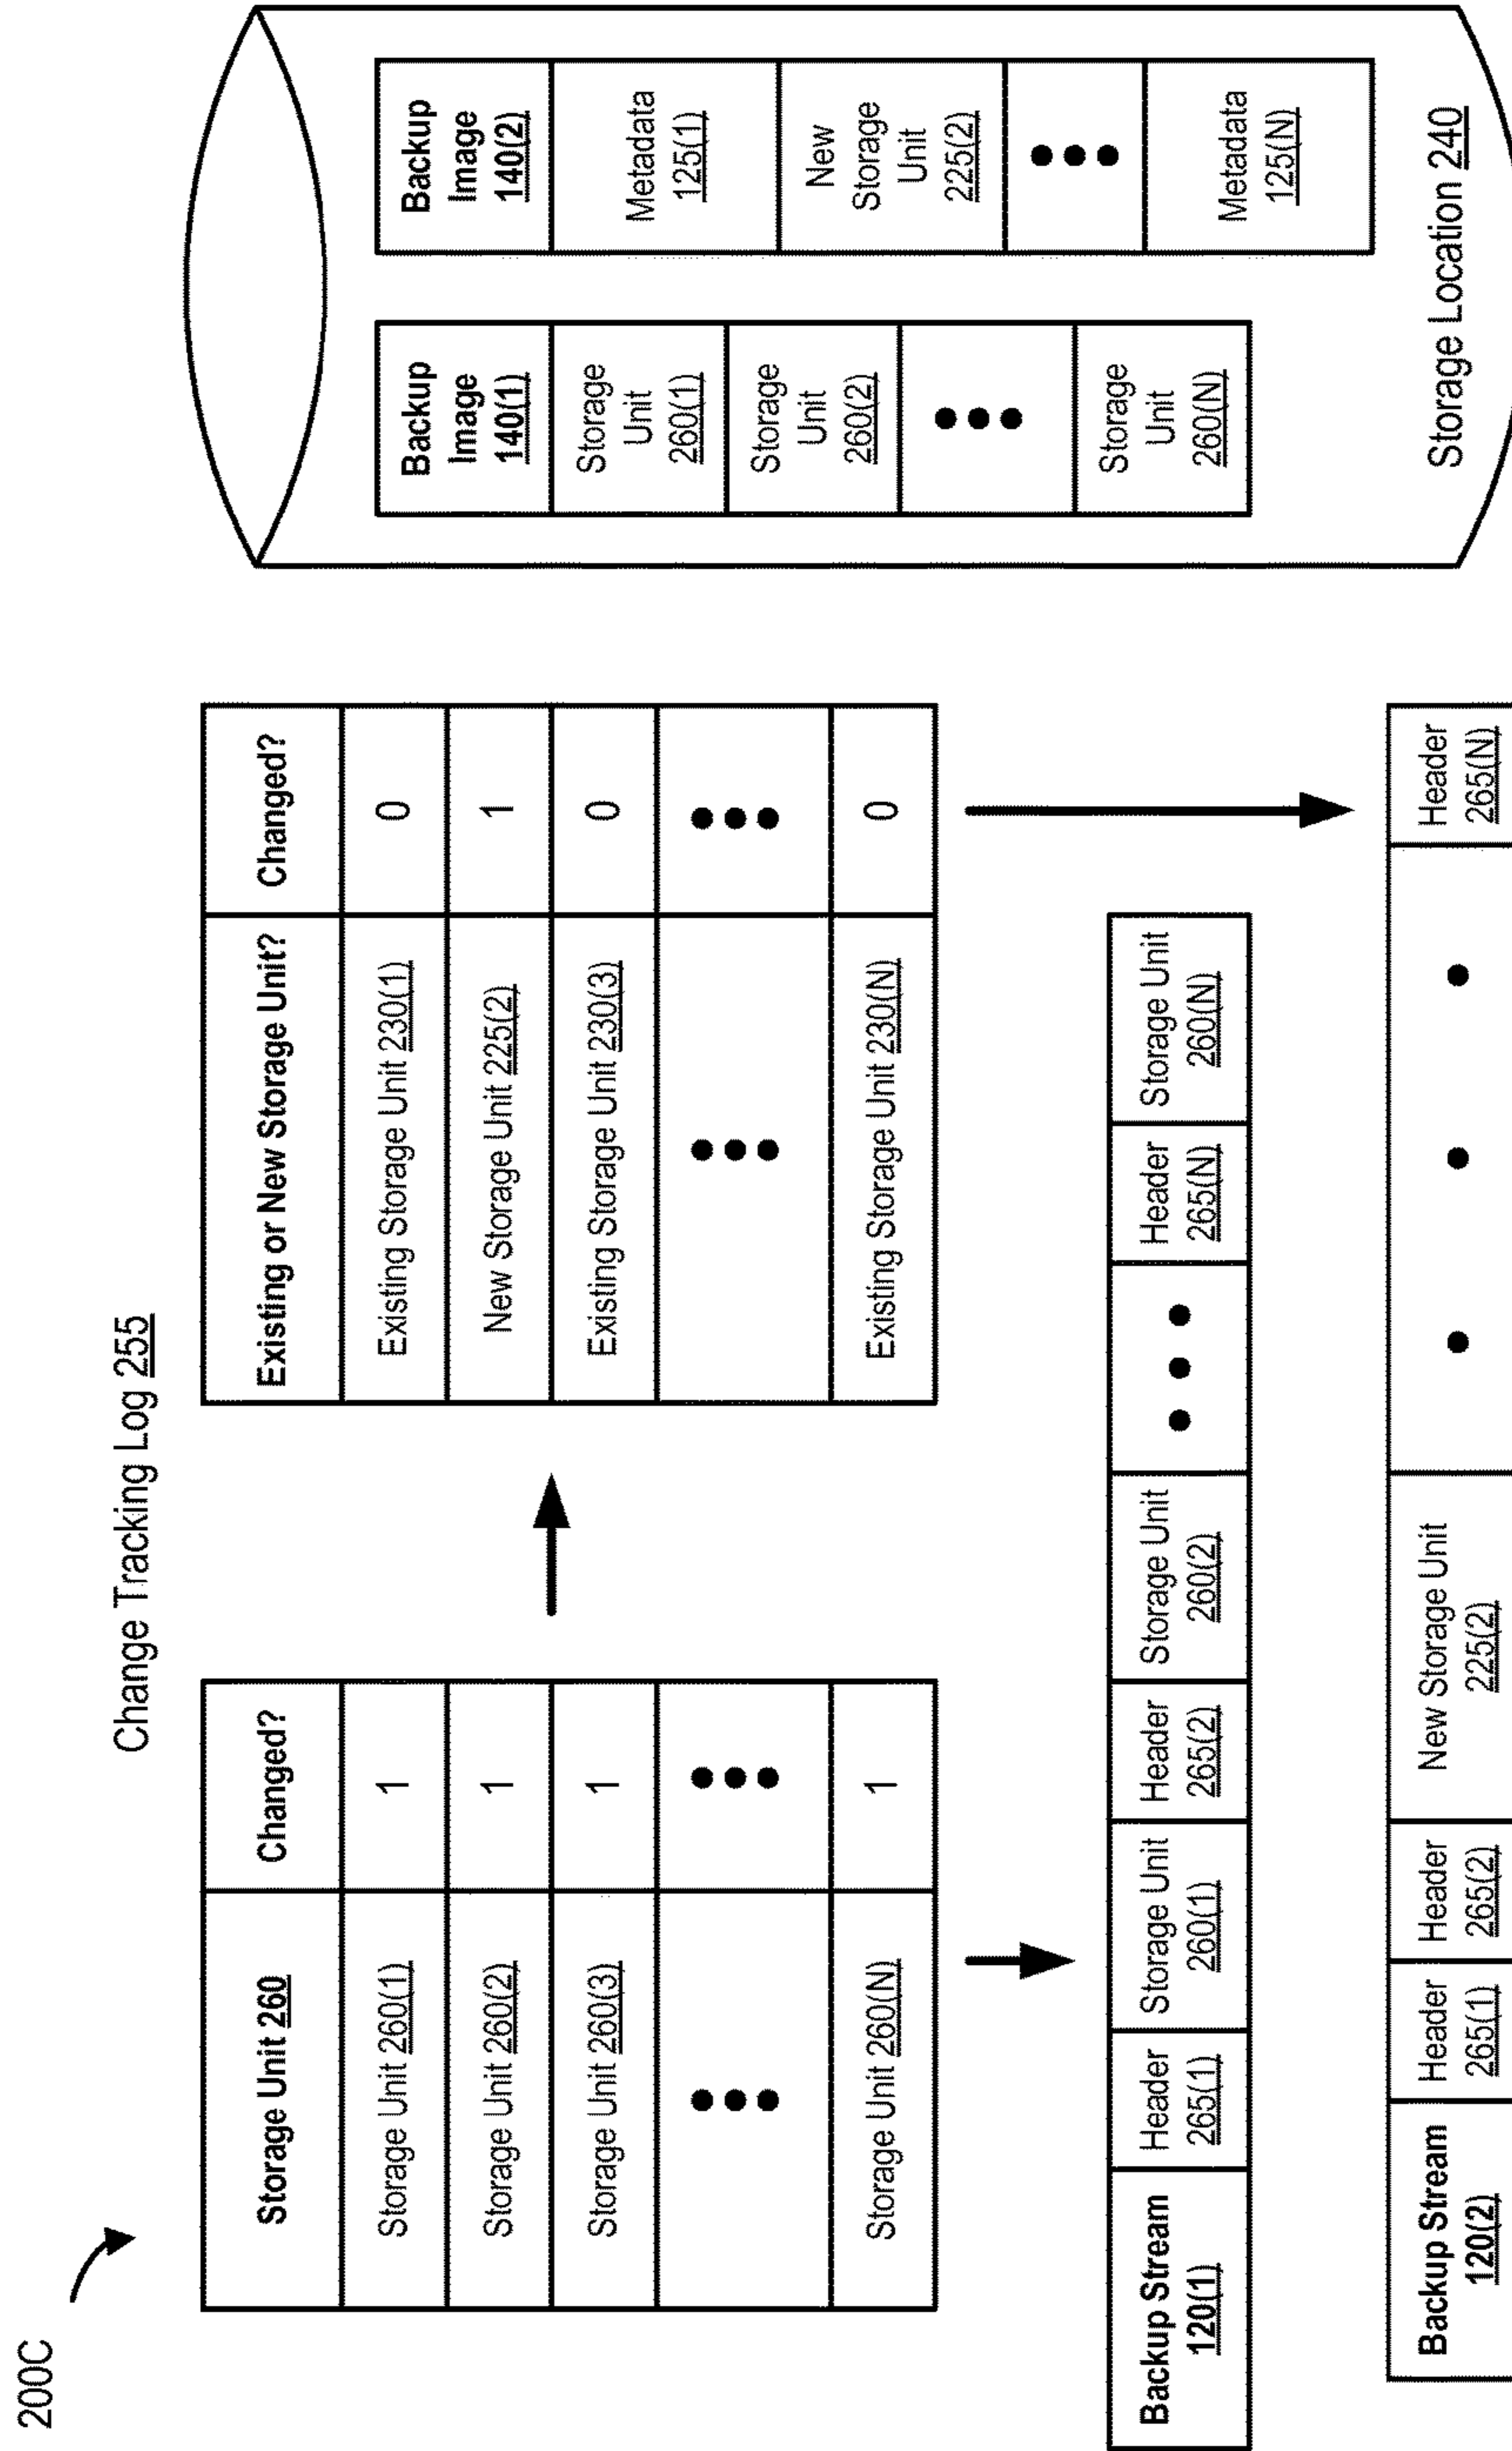 200C
Change Tracking Log 255
Storage Unit 260
Changed?
Storage Unit 260(1)
1
Storage Unit 260(2)
1
Storage Unit 260(3)
1
Storage Unit 260(N)
1
Existing or New Storage Unit?
Changed?
Existing Storage Unit 230(1)
0
New Storage Unit 225(2)
1
Existing Storage Unit 230(3)
0
Existing Storage Unit 230(N)
0
Backup Stream
120(1)
Header
265(1)
Storage Unit
260(1)
Header
265(2)
Storage Unit
260(2)
Header
265(N)
Storage Unit
260(N)
Backup Stream
120(2)
Header
265(1)
Header
265(2)
New Storage Unit
225(2)
Header
265(N)
Backup
Image
140(1)
Storage
Unit
260(1)
Storage
Unit
260(2)
Storage
Unit
260(N)
Backup
Image
140(2)
Metadata
125(1)
New
Storage
Unit
225(2)
Metadata
125(N)
Storage Location 240